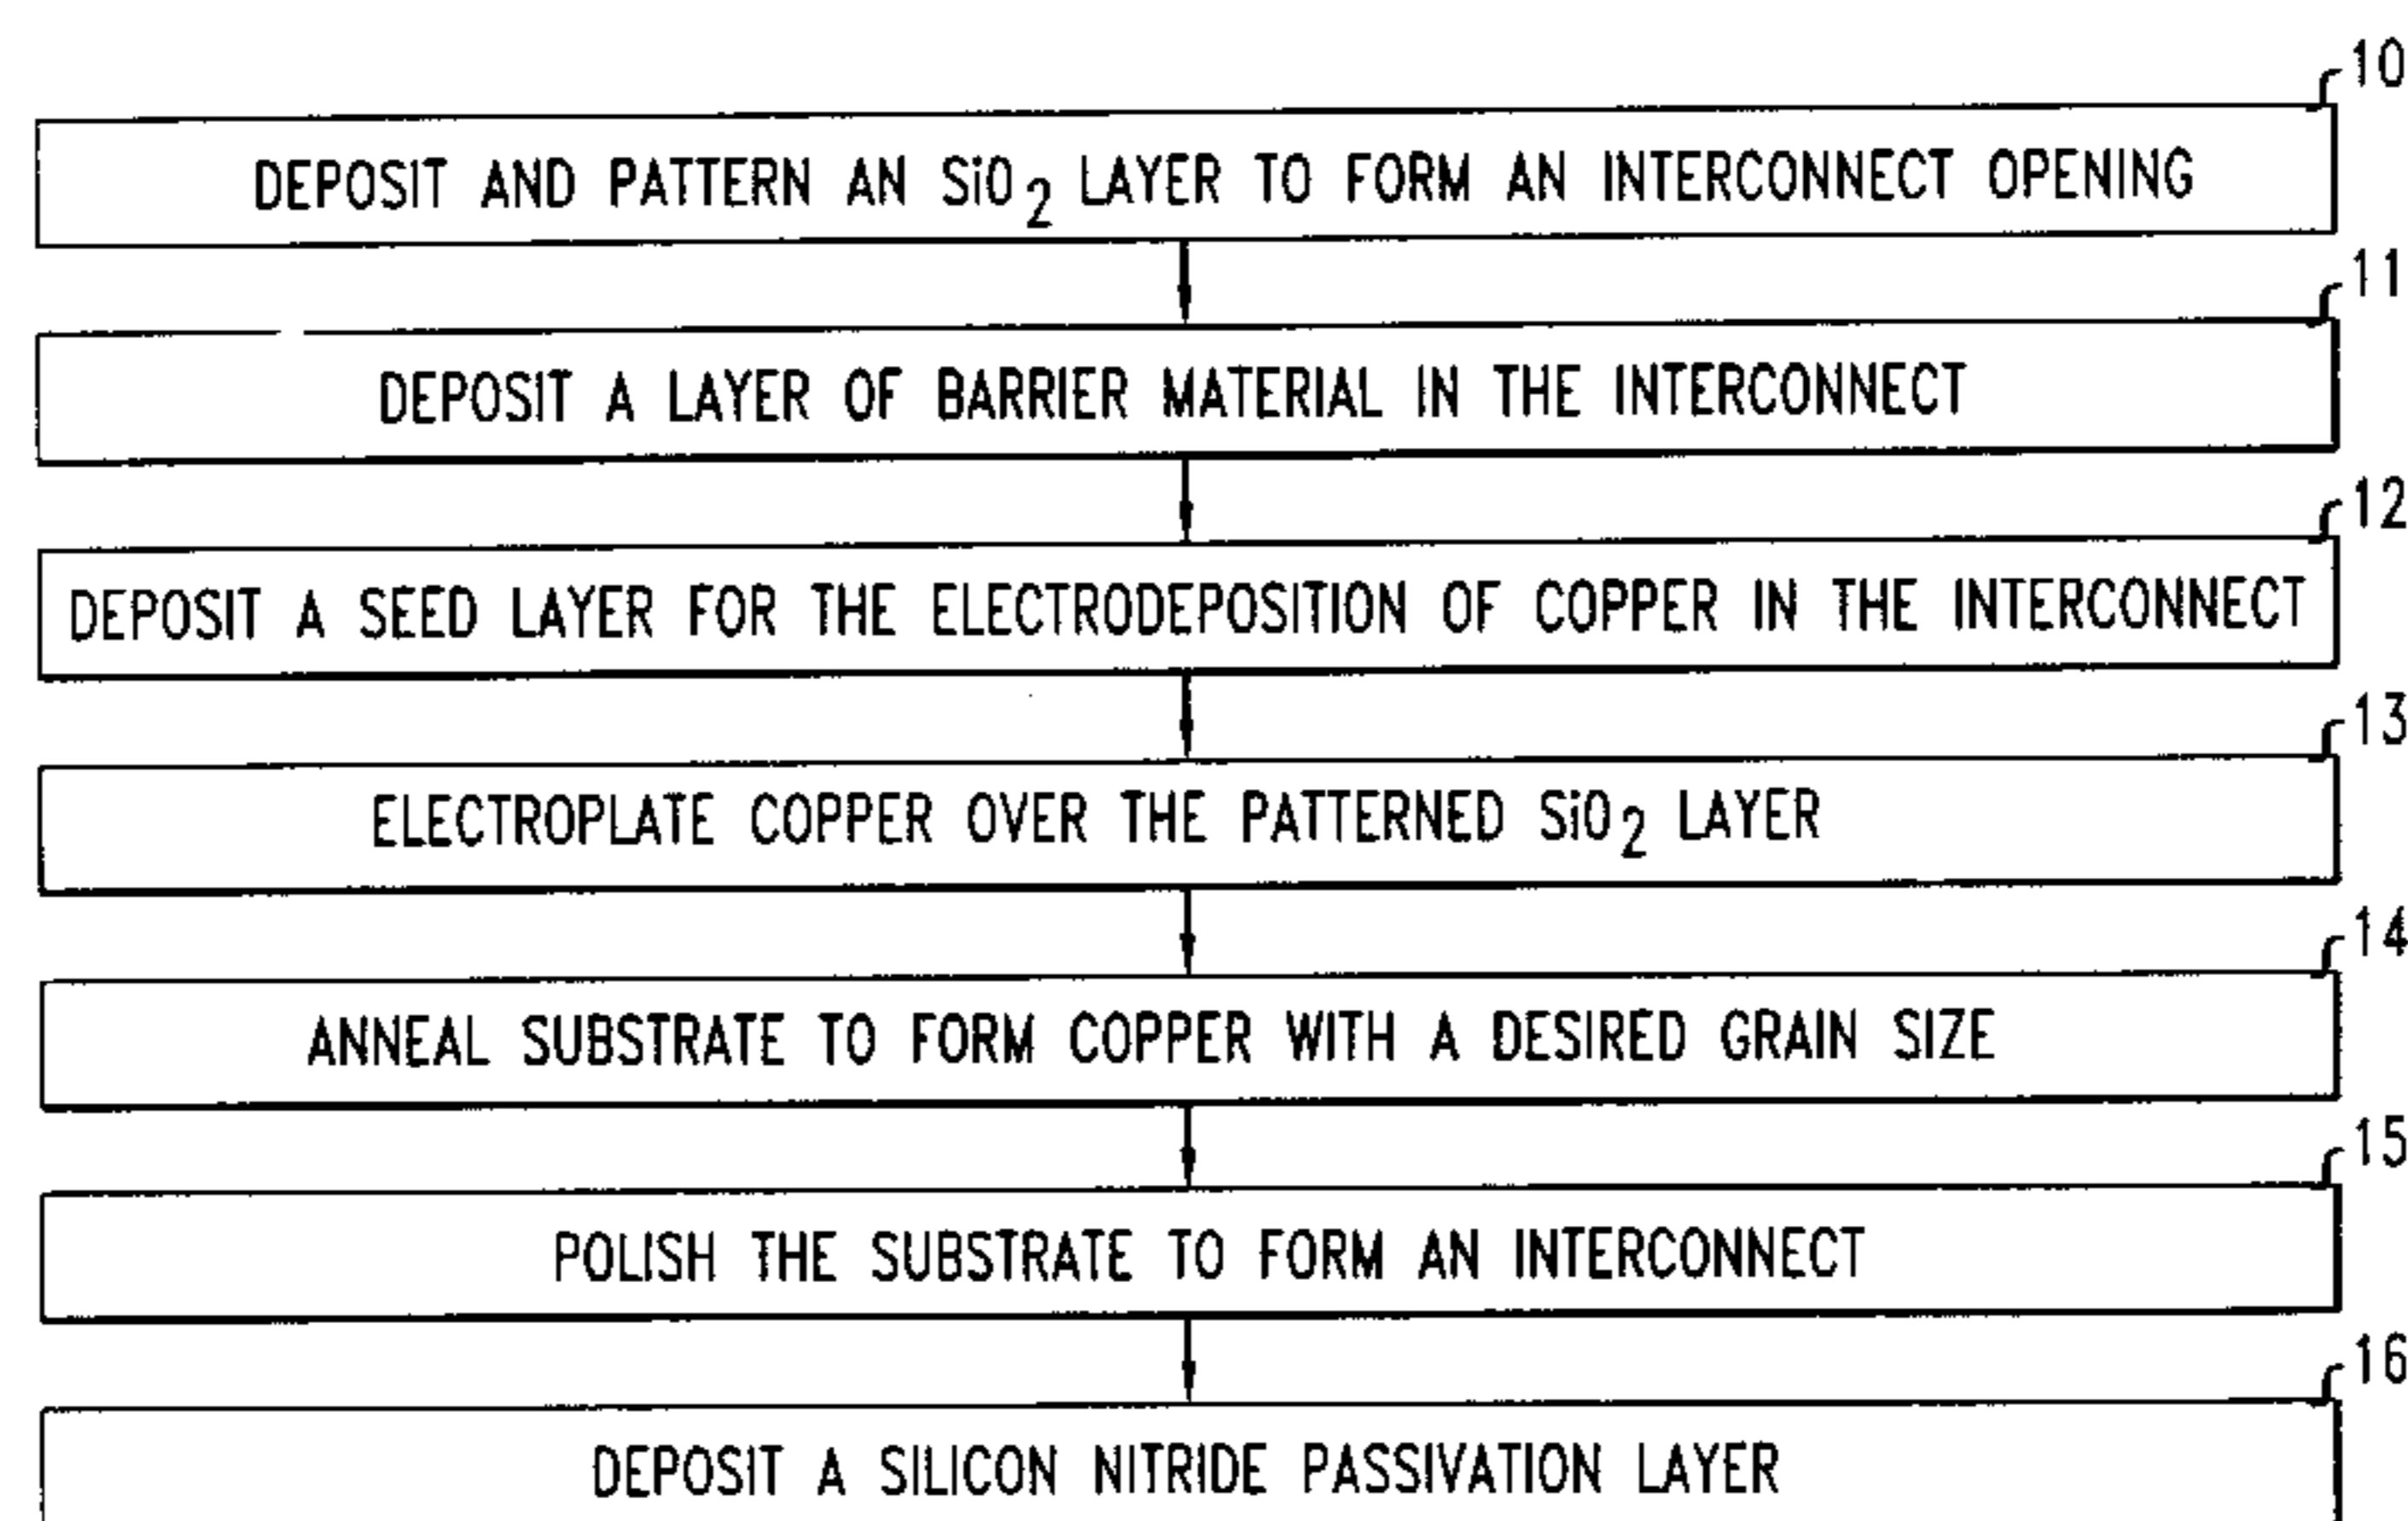 10
DEPOSIT AND PATTERN AN SiO2 LAYER TO FORM AN INTERCONNECT OPENING
11
DEPOSIT A LAYER OF BARRIER MATERIAL IN THE INTERCONNECT
12
DEPOSIT A SEED LAYER FOR THE ELECTRODEPOSITION OF COPPER IN THE INTERCONNECT
13
ELECTROPLATE COPPER OVER THE PATTERNED SiO2 LAYER
14
ANNEAL SUBSTRATE TO FORM COPPER WITH A DESIRED GRAIN SIZE
15
POLISH THE SUBSTRATE TO FORM AN INTERCONNECT
16
DEPOSIT A SILICON NITRIDE PASSIVATION LAYER